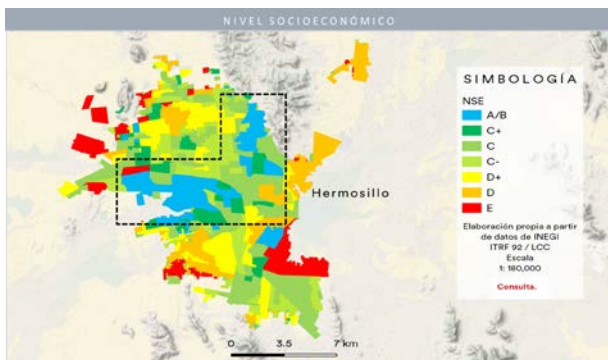 NIVEL SOCIOECONÓMICO
SIMBOLOGÍA
NSE
A/B
C+
C
C-
D+
D
E
Elaboración propia a partir
de datos de INEGI
ITRF 92 / LCC
Escala
1: 180,000
Consulta.
Hermosillo
0 3.5 7 km